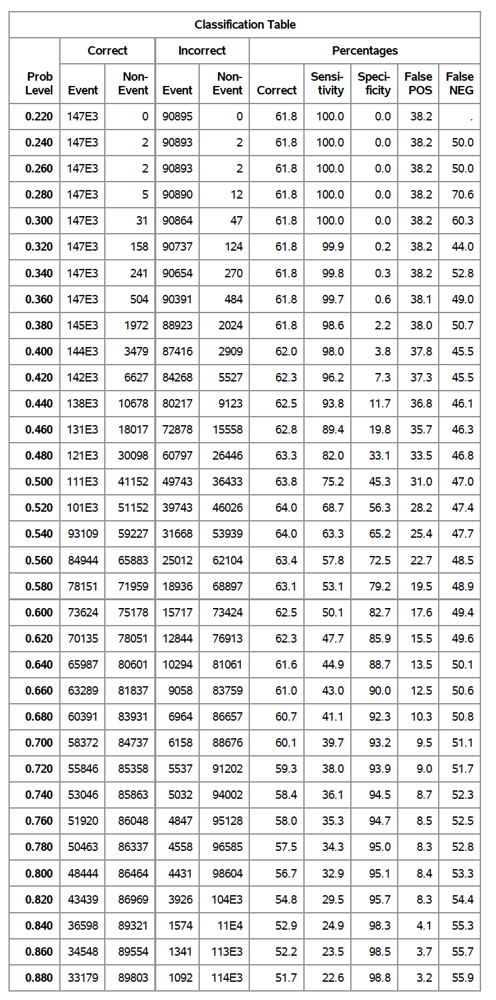 Classification Table
Correct Incorrect Percentages
Prob Level Event Non-Event Event Non-Event Correct Sensi-tivity Speci-ficity False POS False NEG
0.220 147E3 0 90895 0 61.8 100.0 0.0 38.2 .
0.240 147E3 2 90893 2 61.8 100.0 0.0 38.2 50.0
0.260 147E3 2 90893 2 61.8 100.0 0.0 38.2 50.0
0.280 147E3 5 90890 12 61.8 100.0 0.0 38.2 70.6
0.300 147E3 31 90864 47 61.8 100.0 0.0 38.2 60.3
0.320 147E3 158 90737 124 61.8 99.9 0.2 38.2 44.0
0.340 147E3 241 90654 270 61.8 99.8 0.3 38.2 52.8
0.360 147E3 504 90391 484 61.8 99.7 0.6 38.1 49.0
0.380 145E3 1972 88923 2024 61.8 98.6 2.2 38.0 50.7
0.400 144E3 3479 87416 2909 62.0 98.0 3.8 37.8 45.5
0.420 142E3 6627 84268 5527 62.3 96.2 7.3 37.3 45.5
0.440 138E3 10678 80217 9123 62.5 93.8 11.7 36.8 46.1
0.460 131E3 18017 72878 15558 62.8 89.4 19.8 35.7 46.3
0.480 121E3 30098 60797 26446 63.3 82.0 33.1 33.5 46.8
0.500 111E3 41152 49743 36433 63.8 75.2 45.3 31.0 47.0
0.520 101E3 51152 39743 46026 64.0 68.7 56.3 28.2 47.4
0.540 93109 59227 31668 53939 64.0 63.3 65.2 25.4 47.7
0.560 84944 65883 25012 62104 63.4 57.8 72.5 22.7 48.5
0.580 78151 71959 18936 68897 63.1 53.1 79.2 19.5 48.9
0.600 73624 75178 15717 73424 62.5 50.1 82.7 17.6 49.4
0.620 70135 78051 12844 76913 62.3 47.7 85.9 15.5 49.6
0.640 65987 80601 10294 81061 61.6 44.9 88.7 13.5 50.1
0.660 63289 81837 9058 83759 61.0 43.0 90.0 12.5 50.6
0.680 60391 83931 6964 86657 60.7 41.1 92.3 10.3 50.8
0.700 58372 84737 6158 88676 60.1 39.7 93.2 9.5 51.1
0.720 55846 85358 5537 91202 59.3 38.0 93.9 9.0 51.7
0.740 53046 85863 5032 94002 58.4 36.1 94.5 8.7 52.3
0.760 51920 86048 4847 95128 58.0 35.3 94.7 8.5 52.5
0.780 50463 86337 4558 96585 57.5 34.3 95.0 8.3 52.8
0.800 48444 86464 4431 98604 56.7 32.9 95.1 8.4 53.3
0.820 43439 86969 3926 104E3 54.8 29.5 95.7 8.3 54.4
0.840 36598 89321 1574 11E4 52.9 24.9 98.3 4.1 55.3
0.860 34548 89554 1341 113E3 52.2 23.5 98.5 3.7 55.7
0.880 33179 89803 1092 114E3 51.7 22.6 98.8 3.2 55.9